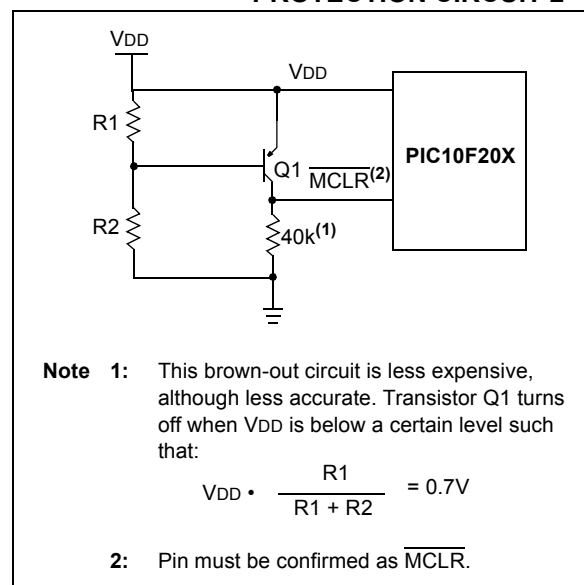 PROTECTION CIRCUIT 2
VDD
VDD
R1
Q1
MCLR(2)
PIC10F20X
R2
40k(1)
Note 1: This brown-out circuit is less expensive,
although less accurate. Transistor Q1 turns
off when VDD is below a certain level such
that:
VDD • R1 / R1 + R2 = 0.7V
2: Pin must be confirmed as MCLR.